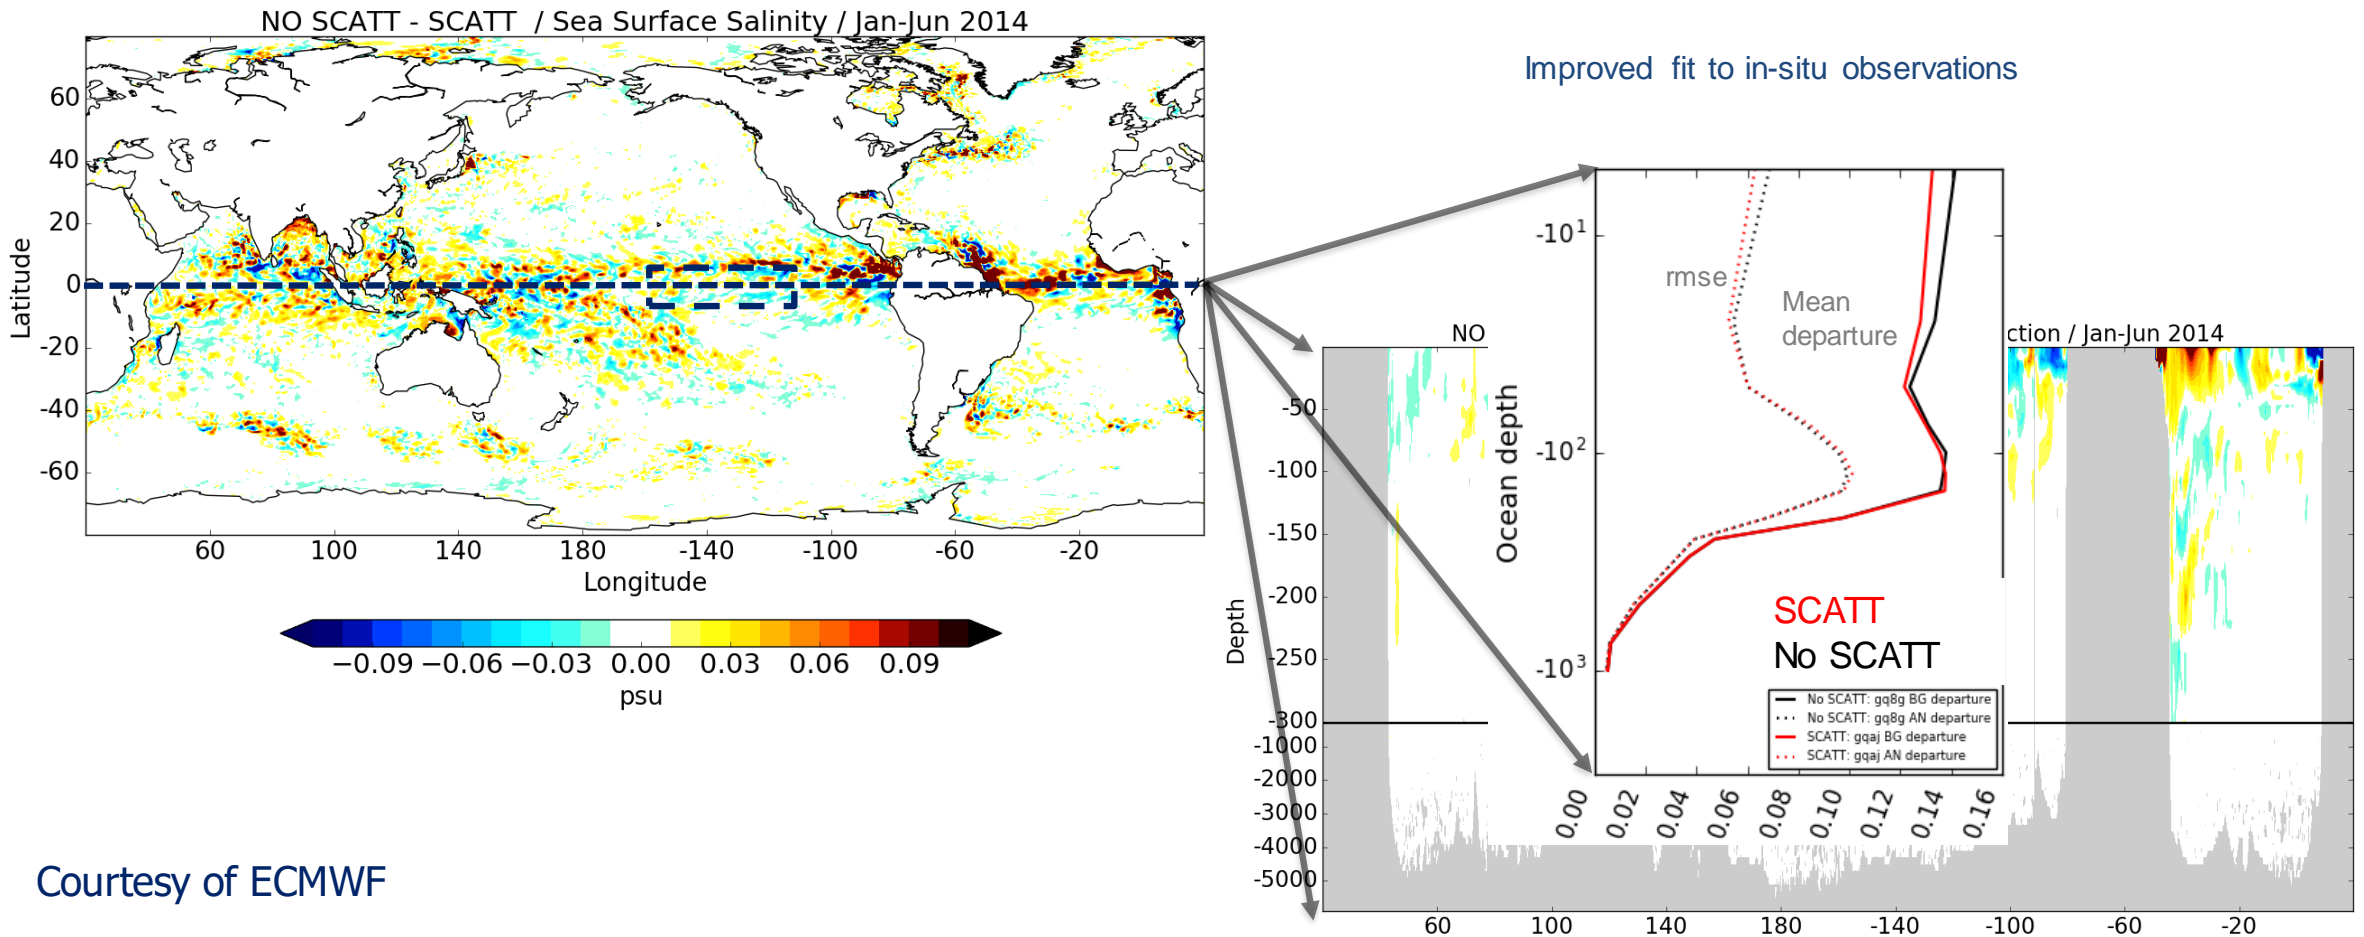 NO SCATT - SCATT / Sea Surface Salinity / Jan-Jun 2014
Latitude
60
40
20
0
-20
-40
-60
60 100 140 180 -140 -100 -60 -20
Longitude
−0.09 −0.06 −0.03 0.00 0.03 0.06 0.09
psu
Courtesy of ECMWF
Improved fit to in-situ observations
NO
ction / Jan-Jun 2014
Depth
-50
-100
-150
-200
-250
-300
-1000
-2000
-3000
-4000
-5000
60 100 140 180 -140 -100 -60 -20
Ocean depth
-10¹
-10²
-10³
rmse
Mean
departure
SCATT
No SCATT
No SCATT: gq8g BG departure
No SCATT: gq8g AN departure
SCATT: gqaj BG departure
SCATT: gqaj AN departure
0.00 0.02 0.04 0.06 0.08 0.10 0.12 0.14 0.16